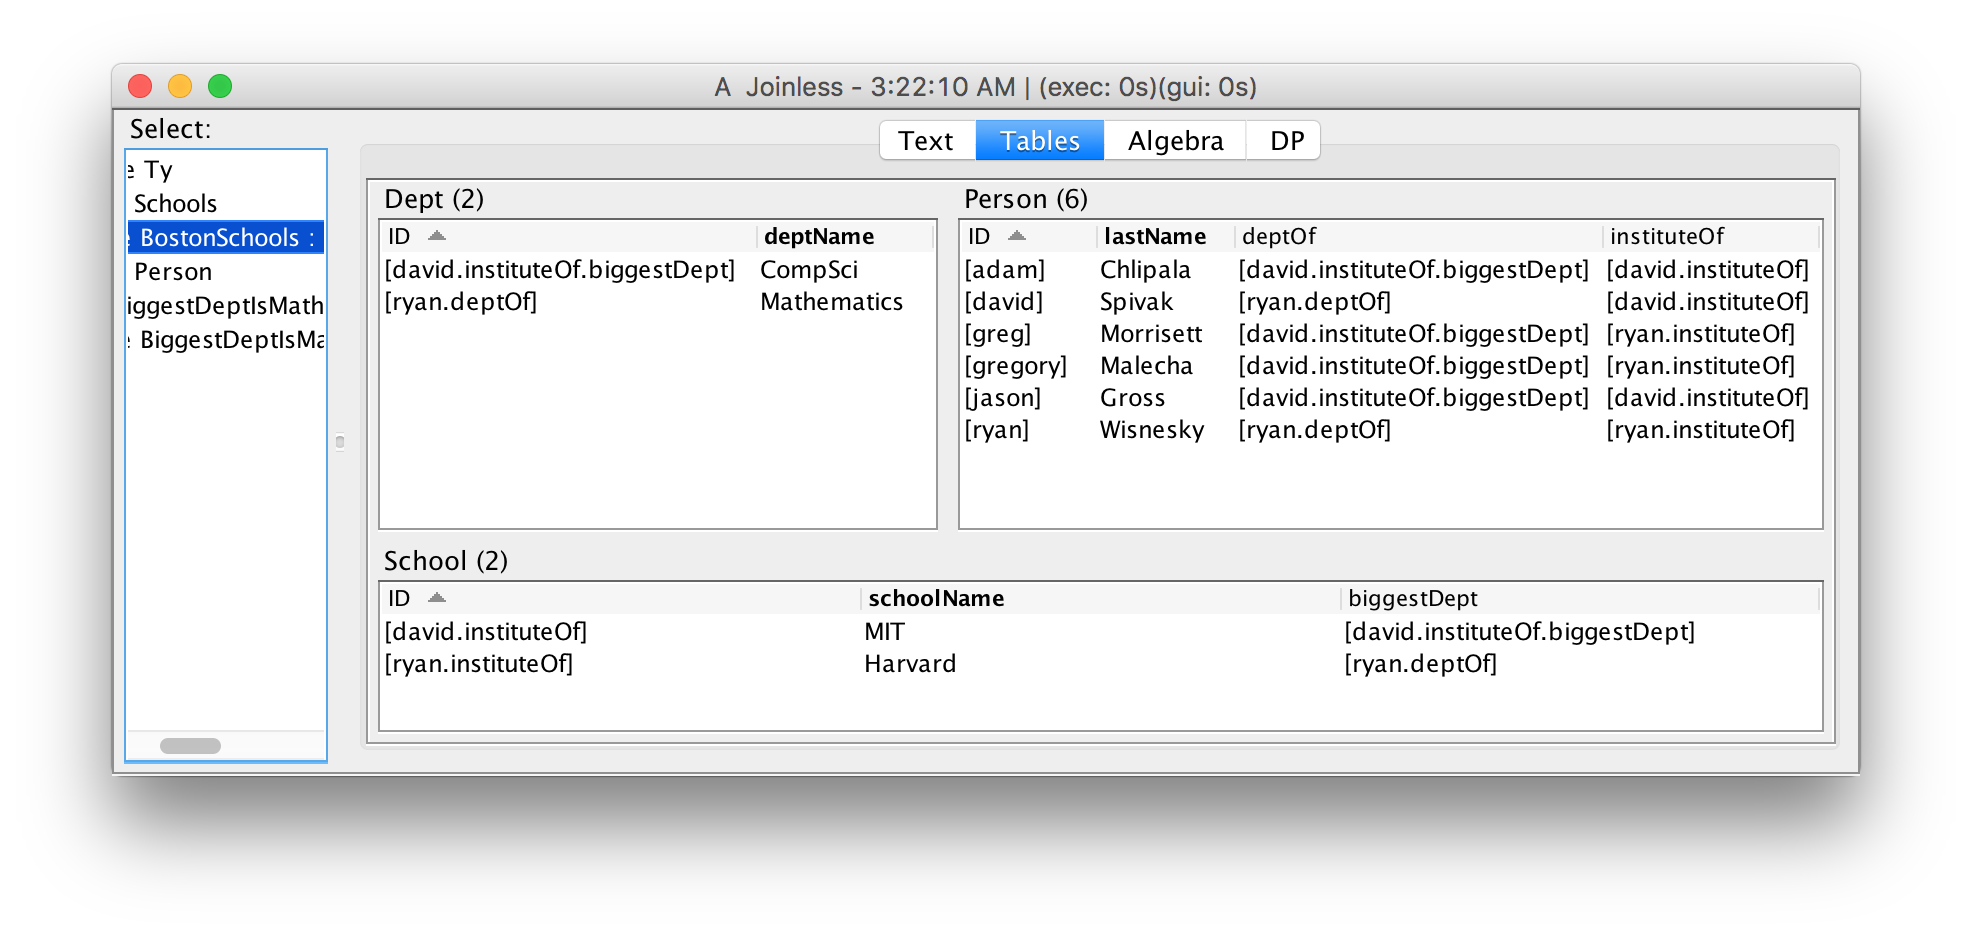 A Joinless - 3:22:10 AM | (exec: 0s)(gui: 0s)
Select:
e Ty
Schools
BostonSchools :
Person
iggestDeptIsMath
BiggestDeptIsMa
Text Tables Algebra DP
Dept (2)
ID deptName
[david.instituteOf.biggestDept] CompSci
[ryan.deptOf] Mathematics
Person (6)
ID lastName deptOf instituteOf
[adam] Chlipala [david.instituteOf.biggestDept] [david.instituteOf]
[david] Spivak [ryan.deptOf] [david.instituteOf]
[greg] Morrisett [david.instituteOf.biggestDept] [ryan.instituteOf]
[gregory] Malecha [david.instituteOf.biggestDept] [ryan.instituteOf]
[jason] Gross [david.instituteOf.biggestDept] [david.instituteOf]
[ryan] Wisnesky [ryan.deptOf] [ryan.instituteOf]
School (2)
ID schoolName biggestDept
[david.instituteOf] MIT [david.instituteOf.biggestDept]
[ryan.instituteOf] Harvard [ryan.deptOf]